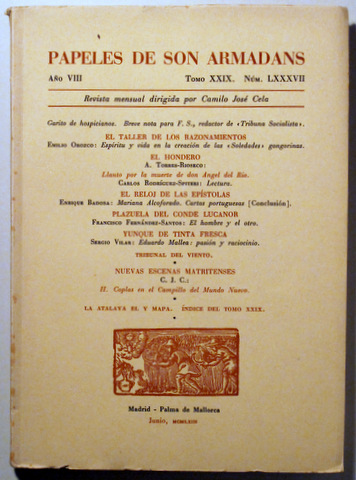 PAPELES DE SON ARMADANS
Año VIII Tomo XXIX. Núm. LXXXVII
Revista mensual dirigida por Camilo José Cela
Garito de hospicianos. Breve nota para F. S., redactor de «Tribuna Socialista».
EL TALLER DE LOS RAZONAMIENTOS
Emilio Orozco: Espíritu y vida en la creación de las «Soledades» gongorinas.
EL HONDERO
A. Torres-Rioseco:
Llanto por la muerte de don Angel del Río.
Carlos Rodríguez-Spiteri: Lectura.
EL RELOJ DE LAS EPÍSTOLAS
Enrique Badosa: Mariana Alcoforado. Cartas portuguesas [Conclusión].
PLAZUELA DEL CONDE LUCANOR
Francisco Fernández-Santos: El hombre y el otro.
YUNQUE DE TINTA FRESCA
Sergio Vilar: Eduardo Mallea: pasión y raciocinio.
TRIBUNAL DEL VIENTO.
NUEVAS ESCENAS MATRITENSES
C. J. C.:
II. Coplas en el Campillo del Mundo Nuevo.
LA ATALAYA EL Y MAPA. ÍNDICE DEL TOMO XXIX.
Madrid - Palma de Mallorca
Junio, MCMLXIII